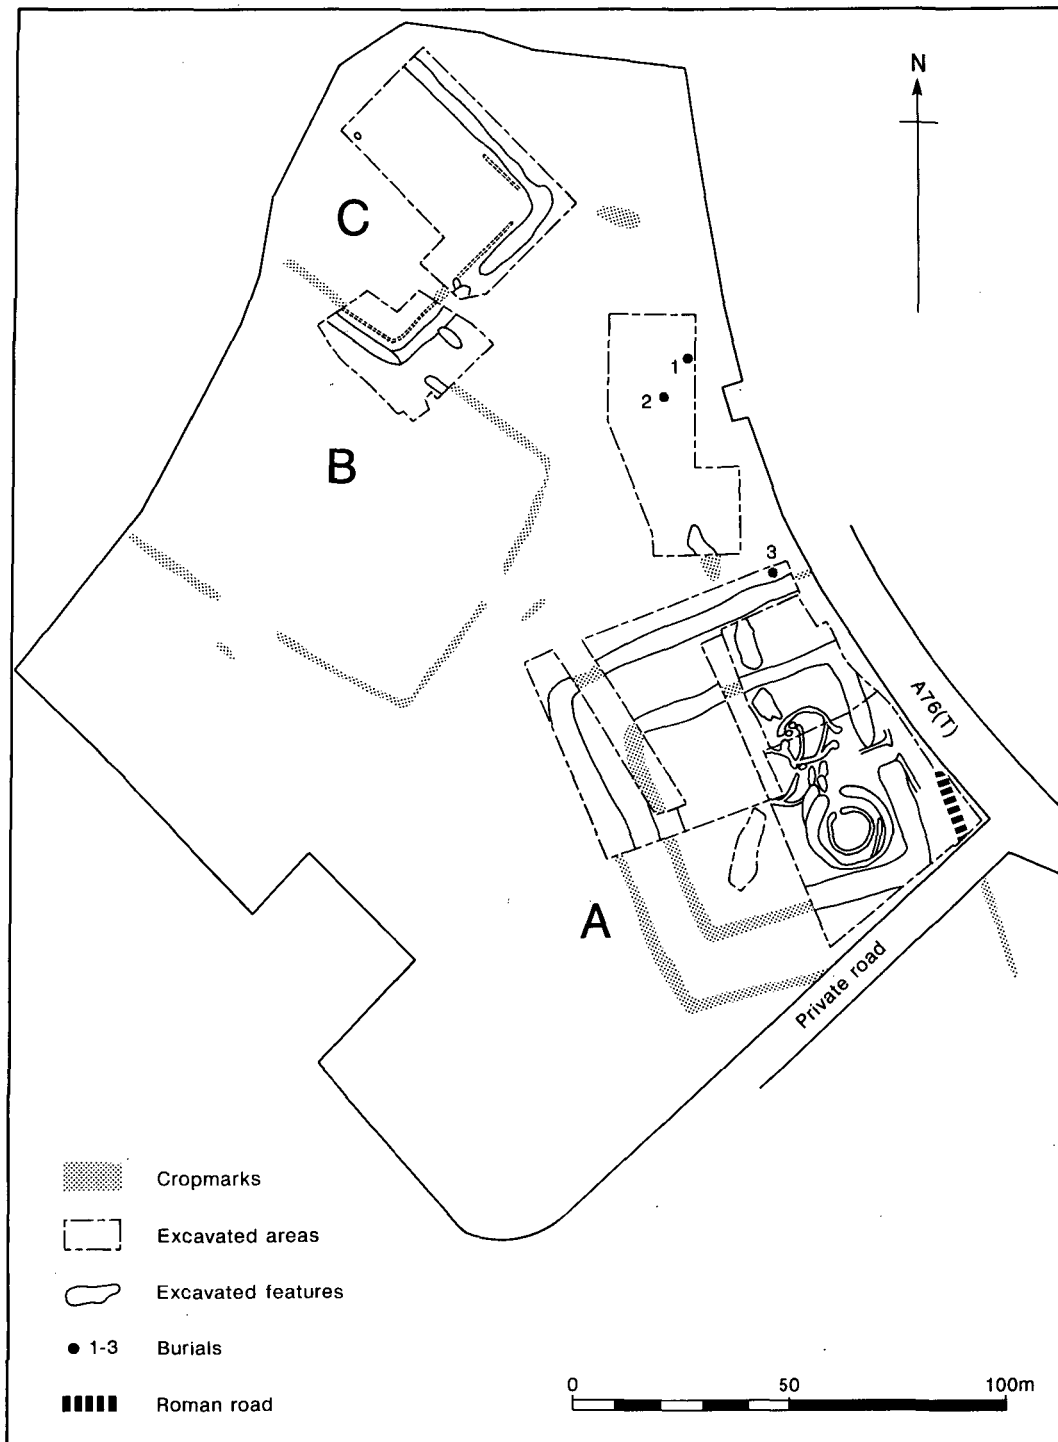 N
C
1
2
B
3
A76(T)
A
Private road
Cropmarks
Excavated areas
Excavated features
1-3 Burials
Roman road
0 50 100m